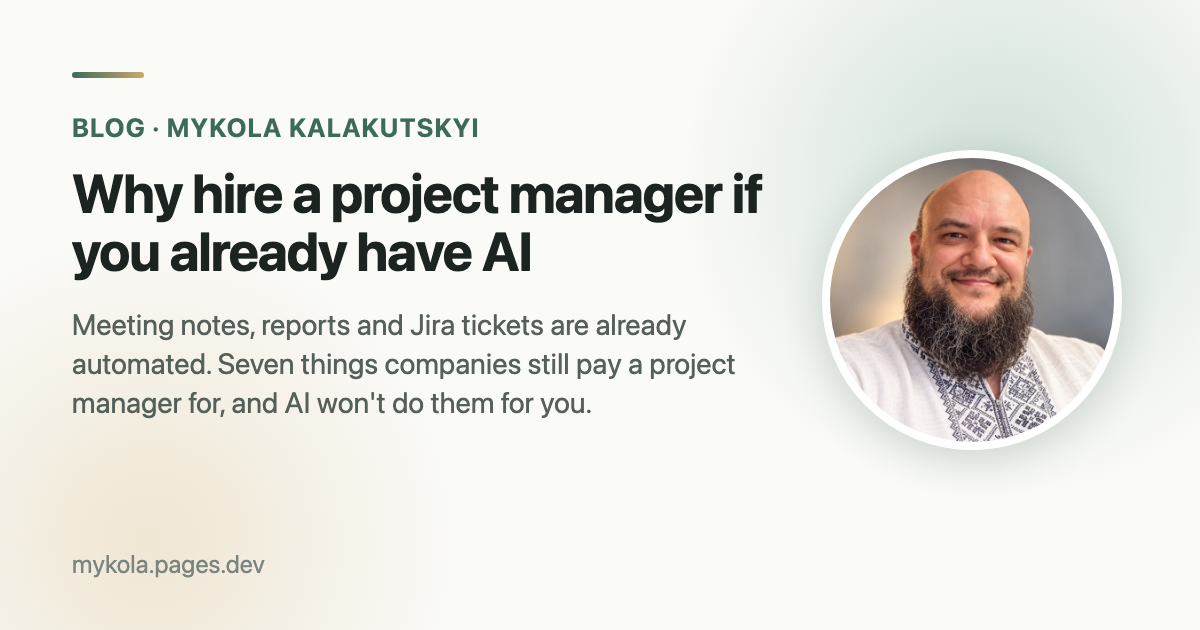 BLOG · MYKOLA KALAKUTSKYI
Why hire a project manager if
you already have AI
Meeting notes, reports and Jira tickets are already
automated. Seven things companies still pay a project
manager for, and AI won't do them for you.
mykola.pages.dev